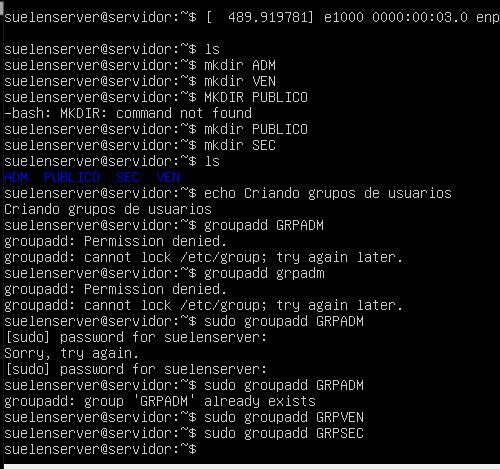 suelenserver@servidor:~$ [  489.919781] e1000 0000:00:03.0 enp
suelenserver@servidor:~$ ls
suelenserver@servidor:~$ mkdir ADM
suelenserver@servidor:~$ mkdir VEN
suelenserver@servidor:~$ MKDIR PUBLICO
-bash: MKDIR: command not found
suelenserver@servidor:~$ mkdir PUBLICO
suelenserver@servidor:~$ mkdir SEC
suelenserver@servidor:~$ ls
ADM  PUBLICO  SEC  VEN
suelenserver@servidor:~$ echo Criando grupos de usuarios
Criando grupos de usuarios
suelenserver@servidor:~$ groupadd GRPADM
groupadd: Permission denied.
groupadd: cannot lock /etc/group; try again later.
suelenserver@servidor:~$ groupadd grpadm
groupadd: Permission denied.
groupadd: cannot lock /etc/group; try again later.
suelenserver@servidor:~$ sudo groupadd GRPADM
[sudo] password for suelenserver:
Sorry, try again.
[sudo] password for suelenserver:
suelenserver@servidor:~$ sudo groupadd GRPADM
groupadd: group 'GRPADM' already exists
suelenserver@servidor:~$ sudo groupadd GRPVEN
suelenserver@servidor:~$ sudo groupadd GRPSEC
suelenserver@servidor:~$